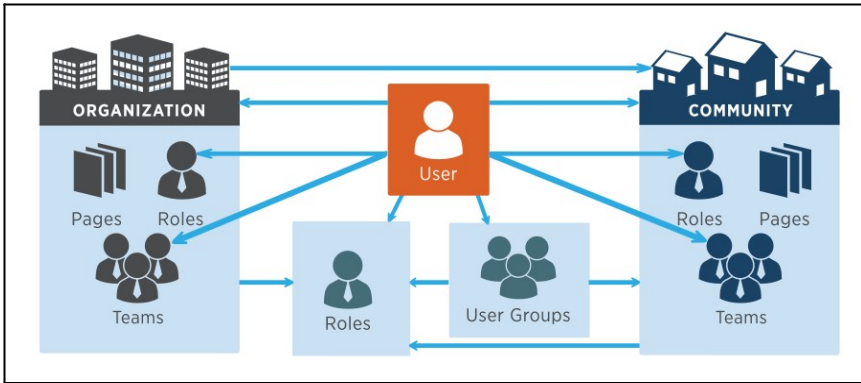 ORGANIZATION
COMMUNITY
User
Pages
Roles
Roles
Pages
Teams
Roles
User Groups
Teams